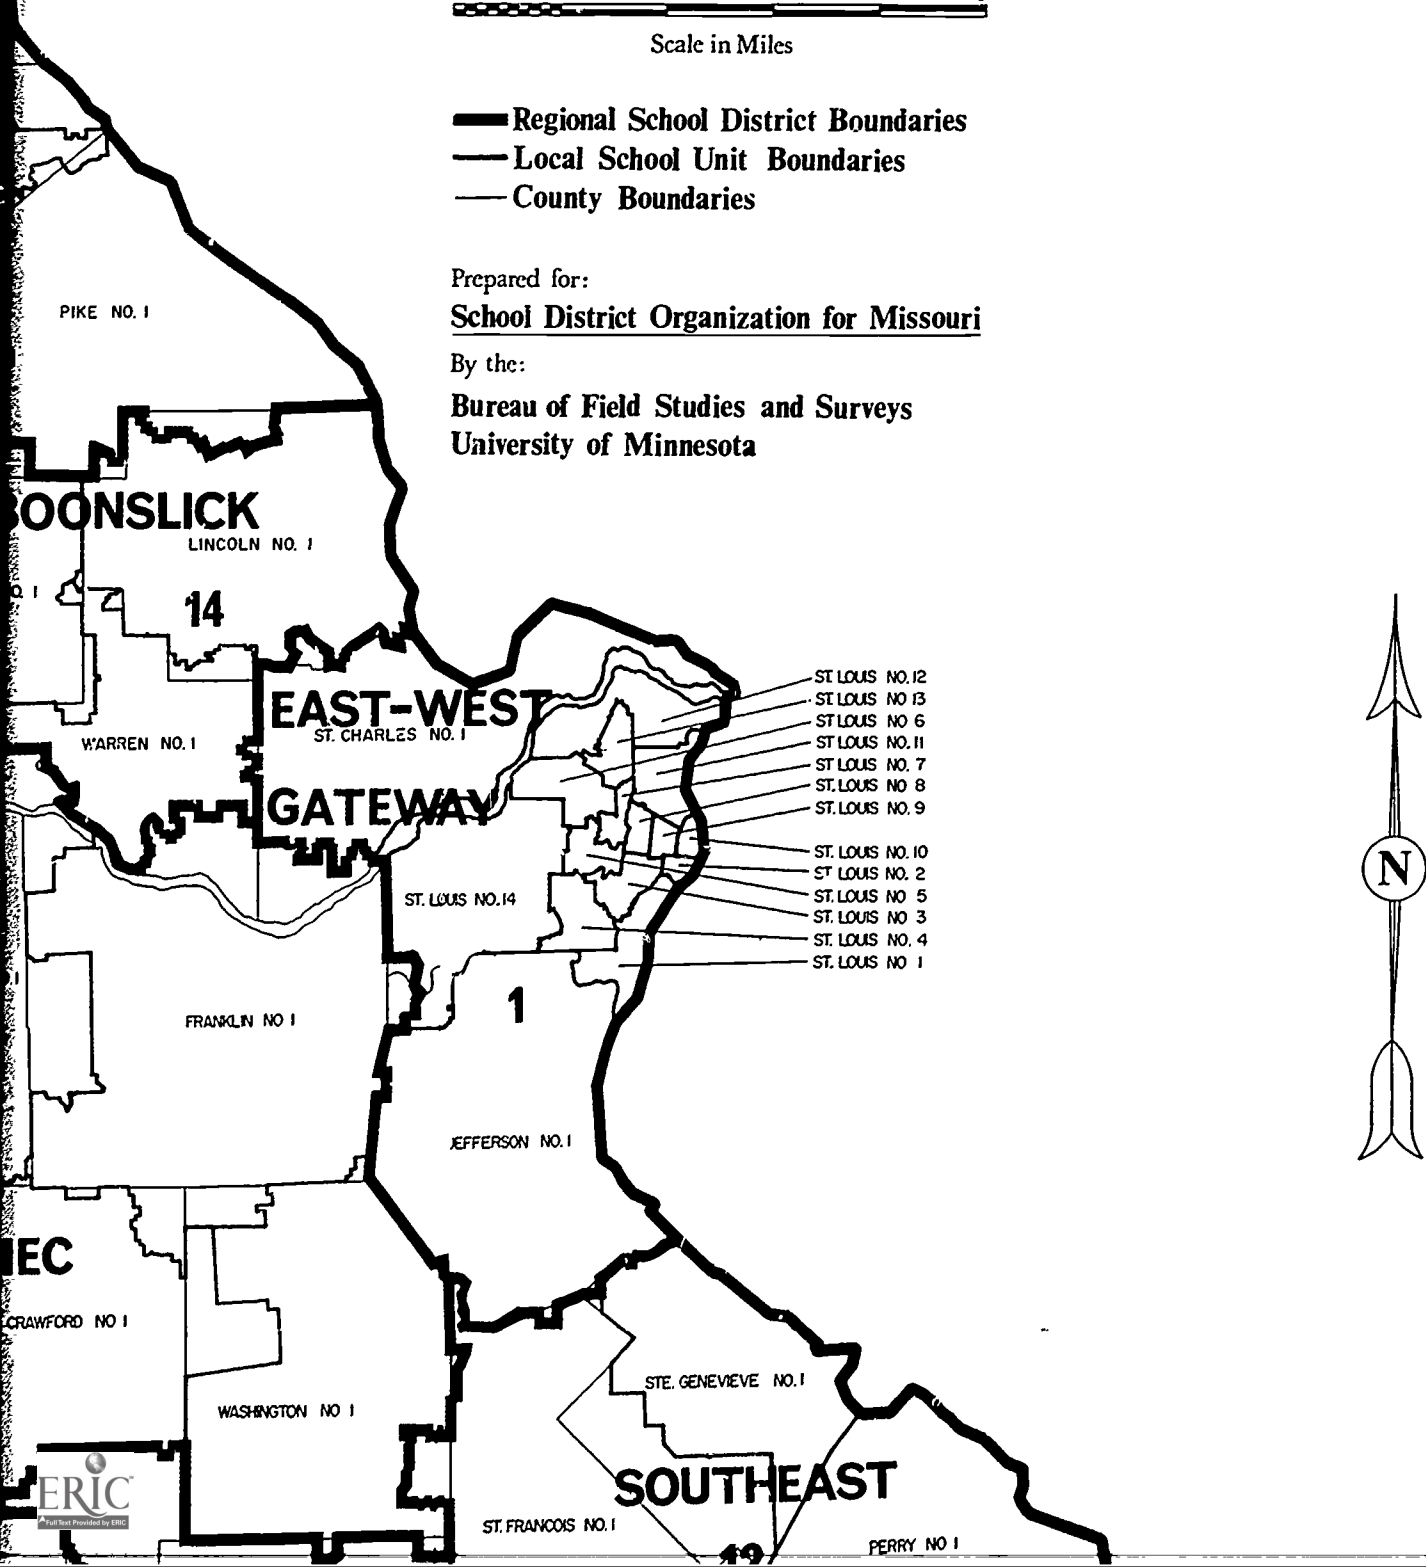 Scale in Miles
Regional School District Boundaries
Local School Unit Boundaries
County Boundaries
Prepared for:
School District Organization for Missouri
By the:
Bureau of Field Studies and Surveys
University of Minnesota
PIKE NO. 1
OONSLICK
LINCOLN NO. 1
O. 1
14
EAST-WEST
ST. CHARLES NO. 1
WARREN NO. 1
GATEWAY
ST. LOUIS NO. 12
ST LOUIS NO 13
ST LOUIS NO 6
ST LOUIS NO. 11
ST LOUIS NO. 7
ST. LOUIS NO 8
ST. LOUIS NO. 9
ST. LOUIS NO. 10
ST LOUIS NO. 2
ST. LOUIS NO 5
ST. LOUIS NO 3
ST. LOUIS NO. 4
ST. LOUIS NO 1
N
ST. LOUIS NO. 14
1
FRANKLIN NO 1
JEFFERSON NO. 1
EC
CRAWFORD NO 1
WASHINGTON NO 1
STE. GENEVIEVE NO. 1
SOUTHEAST
ST. FRANCOIS NO. 1
PERRY NO 1
ERIC
Full Text Provided by ERIC